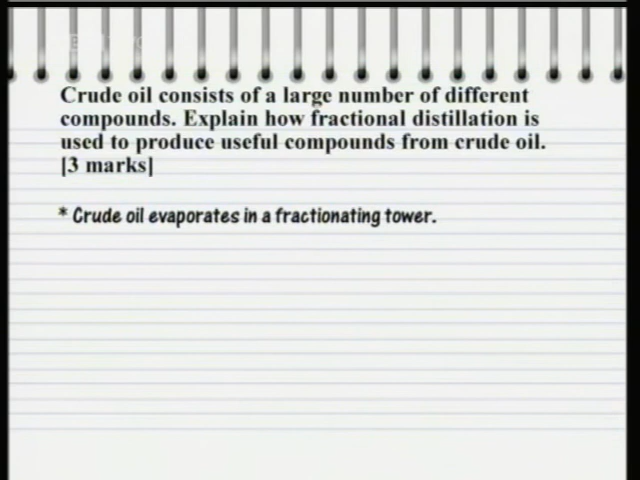 Crude oil consists of a large number of different
compounds. Explain how fractional distillation is
used to produce useful compounds from crude oil.
[3 marks]
* Crude oil evaporates in a fractionating tower.